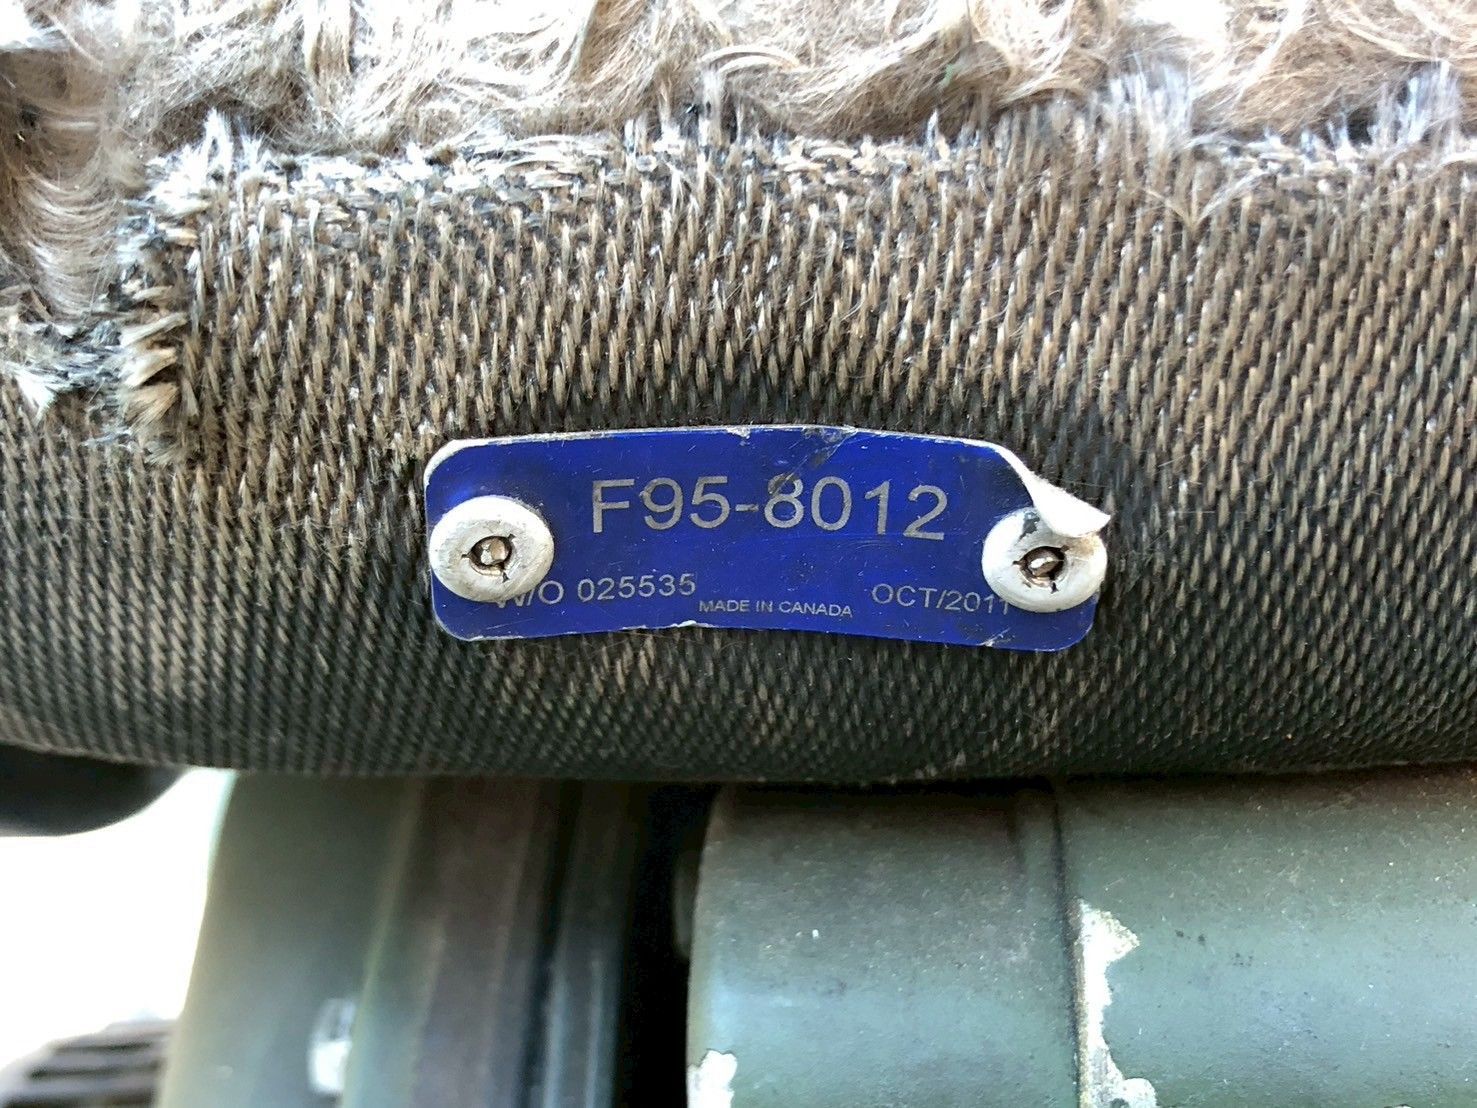 F95-8012
W/O 025535
MADE IN CANADA
OCT/2011